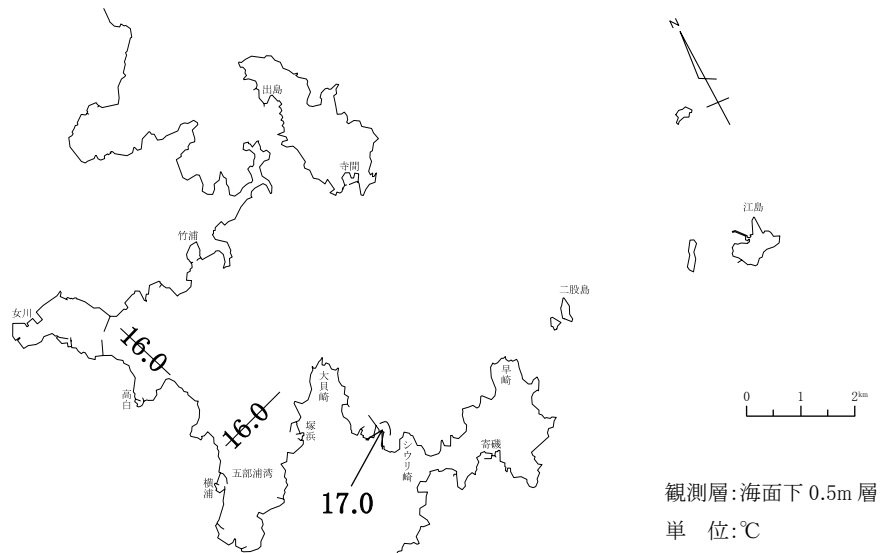 N
出島
寺間
江島
竹浦
二股島
女川
16.0
高白
16.0
大貝崎
塚浜
早崎
寄磯
シウリ崎
横浦
五部浦湾
17.0
0 1 2km
観測層:海面下 0.5m 層
単 位:℃